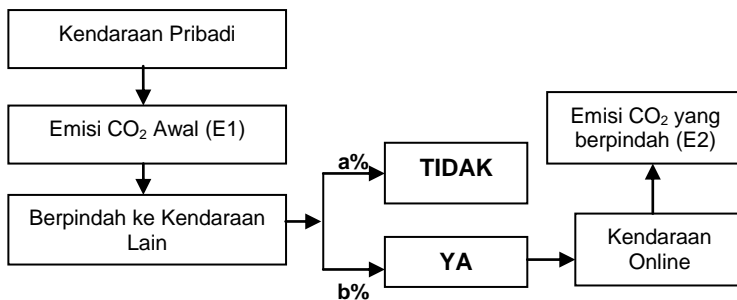 Kendaraan Pribadi
Emisi CO₂ Awal (E1)
Berpindah ke Kendaraan
Lain
a%
TIDAK
b%
YA
Kendaraan
Online
Emisi CO₂ yang
berpindah (E2)